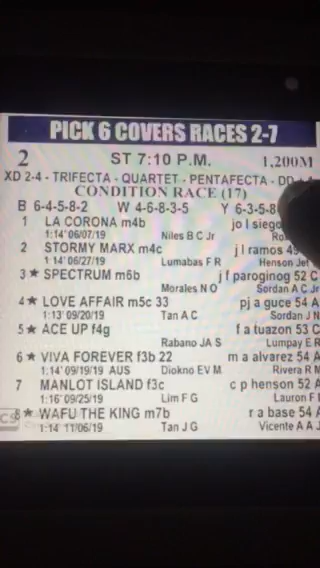 PICK 6 COVERS RACES 2-7
2 ST 7:10 P.M. 1,200M
XD 2-4 - TRIFECTA - QUARTET - PENTAFECTA - DD
CONDITION RACE (17)
B 6-4-5-8-2 W 4-6-8-3-5 Y 6-3-5-8
1 LA CORONA m4b jo l siego
1:14 06/07/19 Niles B C Jr
2 STORMY MARX m4c j l ramos
1:14 06/27/19 Lumabas F R Henson Jet
3★ SPECTRUM m6b j f paroginog 52 C
Morales N O Sordan A C Jr
4★ LOVE AFFAIR m5c 33 pj a guce 54 A
1:13 09/20/19 Tan A C Sordan J N
5★ ACE UP f4g f a tuazon 53 C
Rabano JA S Lumpay E R
6★ VIVA FOREVER f3b 22 m a alvarez 54 A
1:14 09/19/19 AUS Diokno EV M Rivera R M
7 MANLOT ISLAND f3c c p henson 52 A
1:16 09/25/19 Lim F G Lauron F
8★ WAFU THE KING m7b r a base 54 A
1:14 11/06/19 Tan J G Vicente A A J